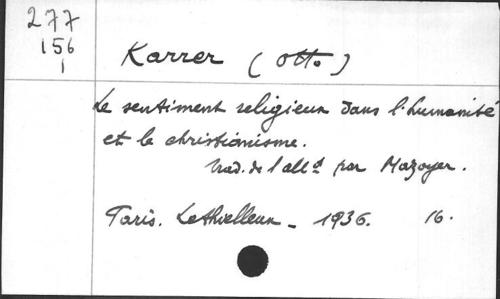 277
156
1
Karrer (Otto)
Le sentiment religieux dans l'humanité
et le christianisme.
Trad. de l'alld par Mazoyer.
Paris. Lethielleux - 1936. 16.